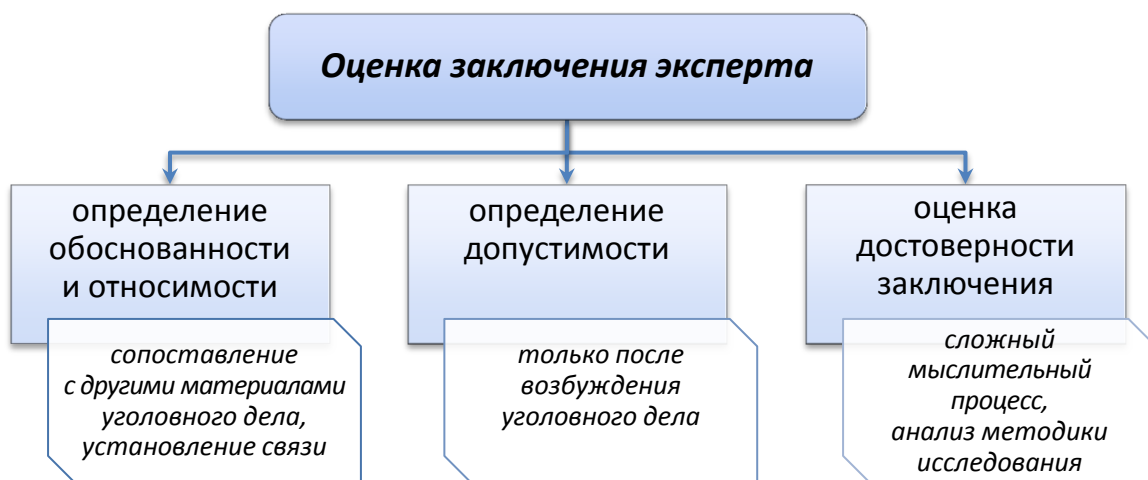 Оценка заключения эксперта
определение
обоснованности
и относимости
сопоставление
с другими материалами
уголовного дела,
установление связи
определение
допустимости
только после
возбуждения
уголовного дела
оценка
достоверности
заключения
сложный
мыслительный
процесс,
анализ методики
исследования